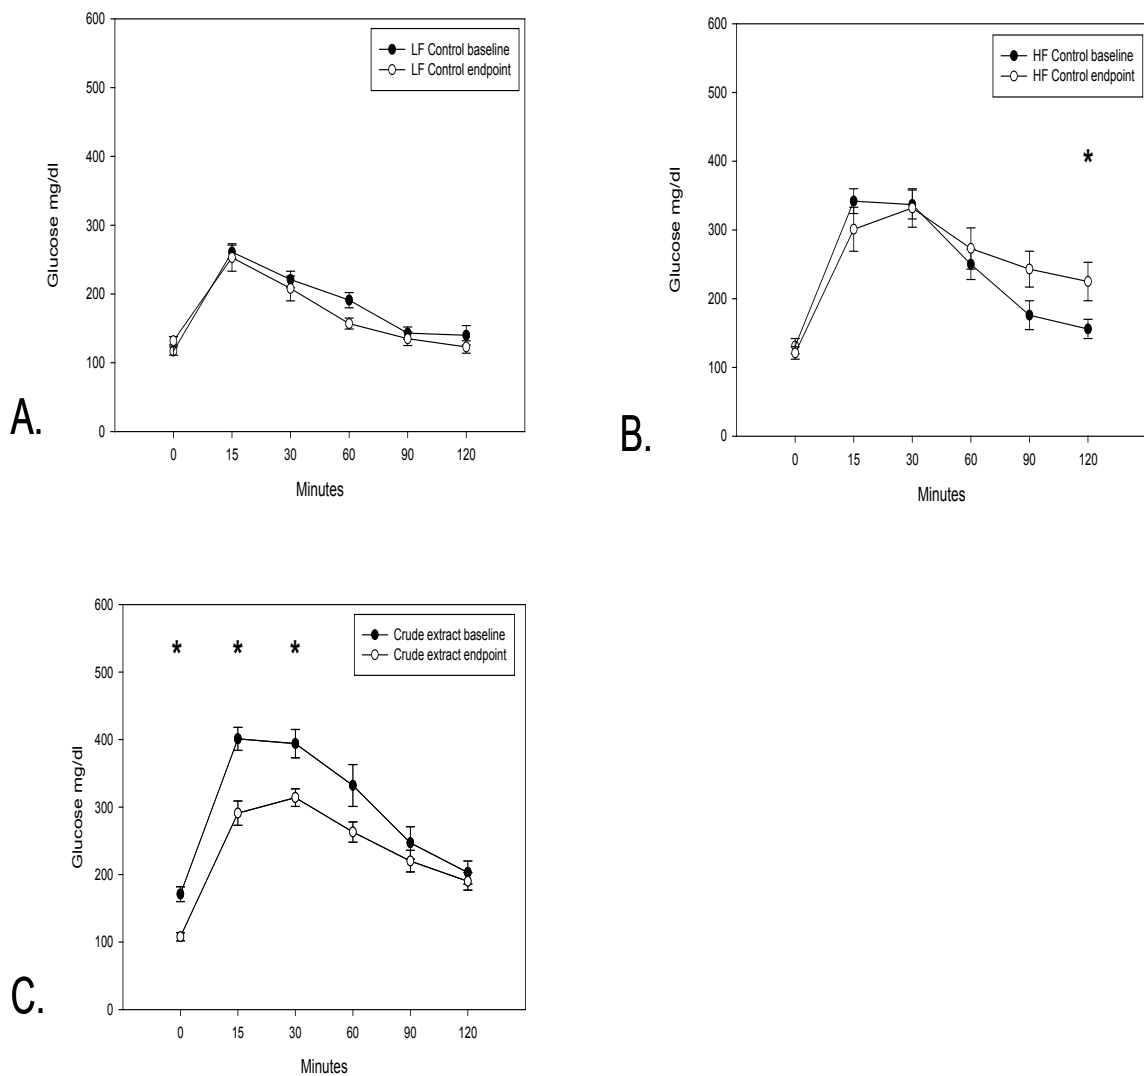 600
500
400
300
200
100
0
Glucose mg/dl
LF Control baseline
LF Control endpoint
0 15 30 60 90 120
Minutes
A.
600
500
400
300
200
100
0
Glucose mg/dl
HF Control baseline
HF Control endpoint
*
0 15 30 60 90 120
Minutes
B.
600
500
400
300
200
100
0
Glucose mg/dl
* * *
Crude extract baseline
Crude extract endpoint
0 15 30 60 90 120
Minutes
C.